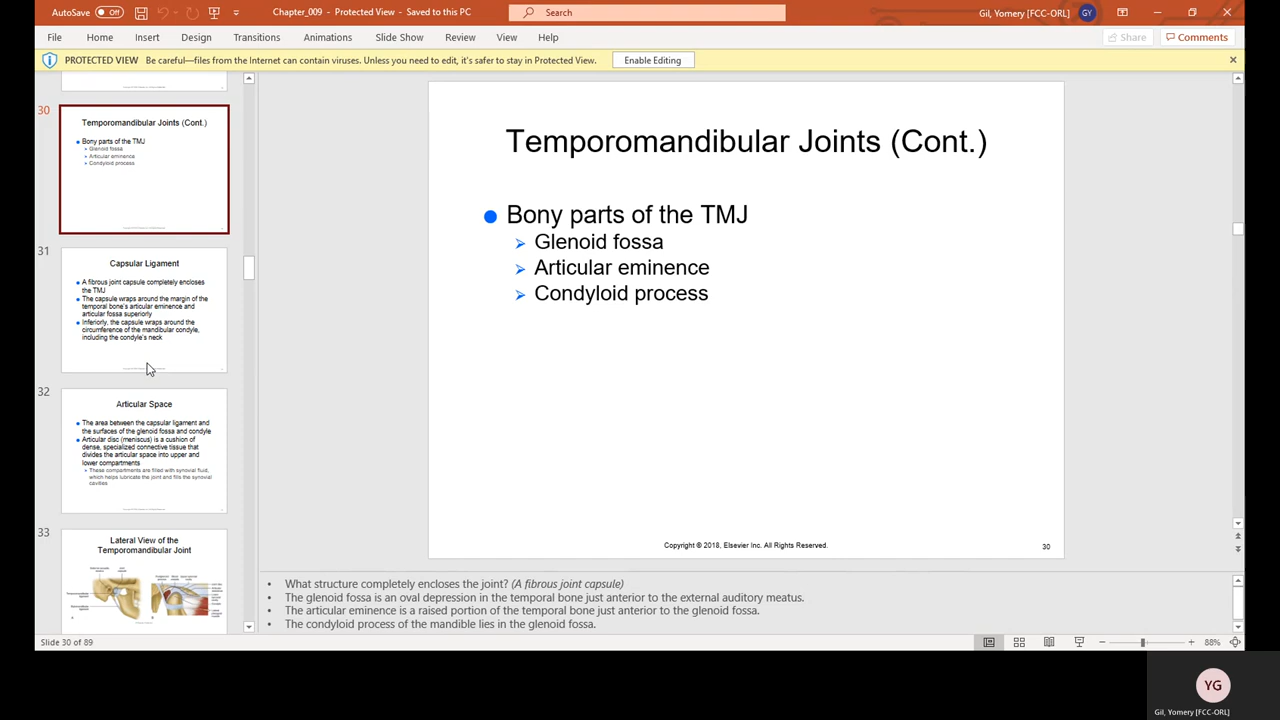 AutoSave Off Chapter_009 - Protected View - Saved to this PC Search Gil, Yomery [FCC-ORL] GY
File Home Insert Design Transitions Animations Slide Show Review View Help Share Comments
PROTECTED VIEW Be careful—files from the Internet can contain viruses. Unless you need to edit, it's safer to stay in Protected View. Enable Editing
30
Temporomandibular Joints (Cont.)
Bony parts of the TMJ
Glenoid fossa
Articular eminence
Condyloid process
31
Capsular Ligament
A fibrous joint capsule completely encloses
the TMJ
The capsule wraps around the margin of the
temporal bone's articular eminence and
articular fossa superiorly
Inferiorly, the capsule wraps around the
circumference of the mandibular condyle,
including the condyle's neck
32
Articular Space
The area between the capsular ligament and
the surfaces of the glenoid fossa and condyle
Articular disc (meniscus) is a cushion of
dense, specialized connective tissue that
divides the articular space into upper and
lower compartments
These compartments are filled with synovial fluid,
which helps lubricate the joint and fills the synovial
cavities
33
Lateral View of the
Temporomandibular Joint
Temporomandibular Joints (Cont.)
Bony parts of the TMJ
Glenoid fossa
Articular eminence
Condyloid process
Copyright © 2018, Elsevier Inc. All Rights Reserved.
30
• What structure completely encloses the joint? (A fibrous joint capsule)
• The glenoid fossa is an oval depression in the temporal bone just anterior to the external auditory meatus.
• The articular eminence is a raised portion of the temporal bone just anterior to the glenoid fossa.
• The condyloid process of the mandible lies in the glenoid fossa.
Slide 30 of 89 88%
YG
Gil, Yomery [FCC-ORL]